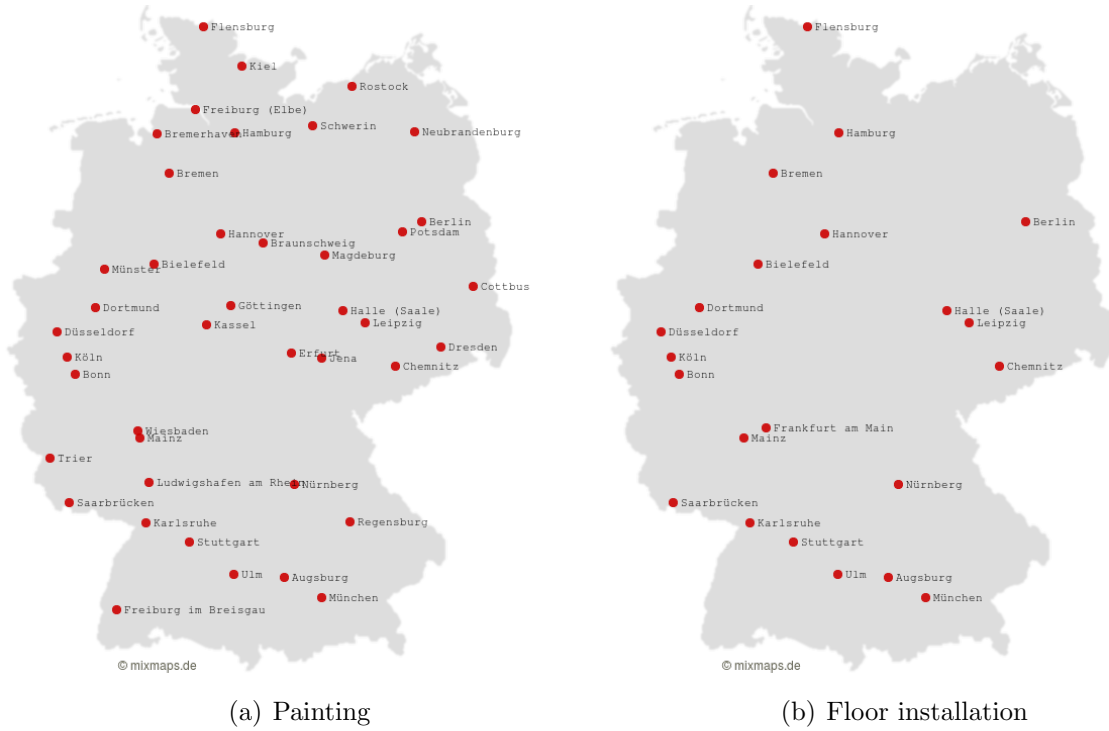 Flensburg
Kiel
Rostock
Freiburg (Elbe)
Schwerin
Bremerhaven
Hamburg
Neubrandenburg
Bremen
Berlin
Potsdam
Hannover
Braunschweig
Magdeburg
Münster
Bielefeld
Cottbus
Dortmund
Göttingen
Halle (Saale)
Leipzig
Kassel
Düsseldorf
Dresden
Erfurt
Jena
Köln
Chemnitz
Bonn
Wiesbaden
Mainz
Trier
Ludwigshafen am Rhein
Nürnberg
Saarbrücken
Karlsruhe
Regensburg
Stuttgart
Ulm
Augsburg
München
Freiburg im Breisgau
© mixmaps.de
(a) Painting
Flensburg
Hamburg
Bremen
Berlin
Hannover
Bielefeld
Dortmund
Halle (Saale)
Leipzig
Düsseldorf
Köln
Chemnitz
Bonn
Frankfurt am Main
Mainz
Nürnberg
Saarbrücken
Karlsruhe
Stuttgart
Ulm
Augsburg
München
© mixmaps.de
(b) Floor installation